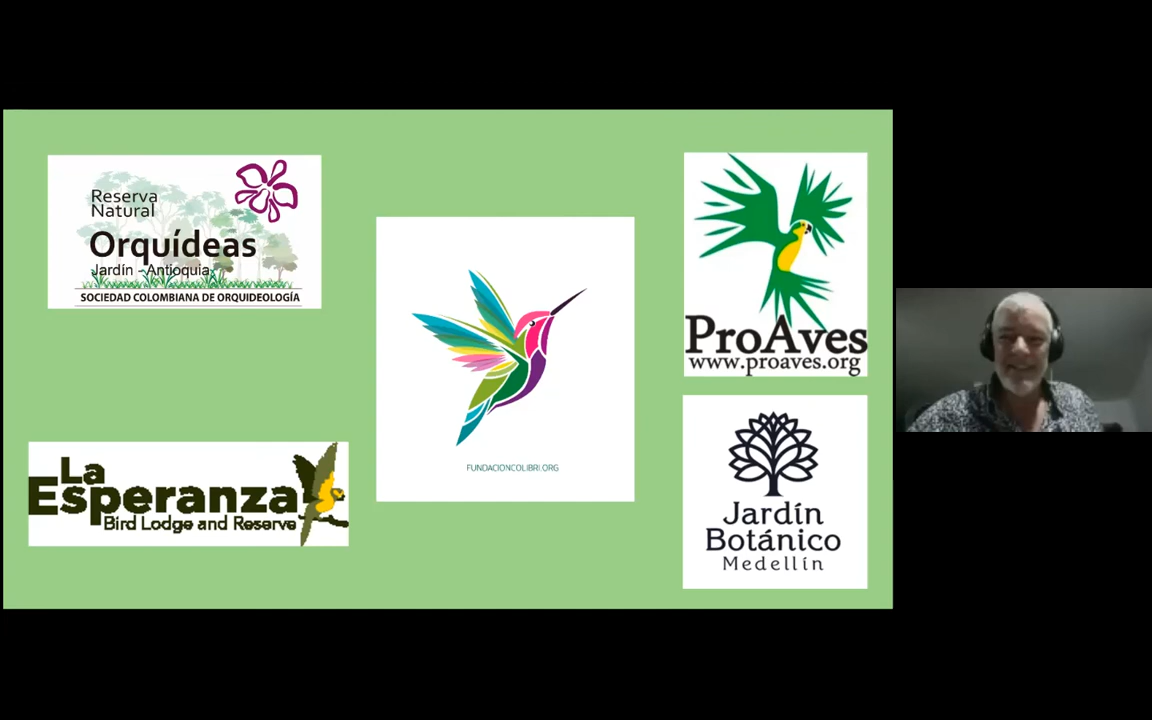 Reserva
Natural
Orquídeas
Jardín - Antioquia
SOCIEDAD COLOMBIANA DE ORQUIDEOLOGÍA
La
Esperanza
Bird Lodge and Reserve
FUNDACIONCOLIBRI.ORG
ProAves
www.proaves.org
Jardín
Botánico
Medellín